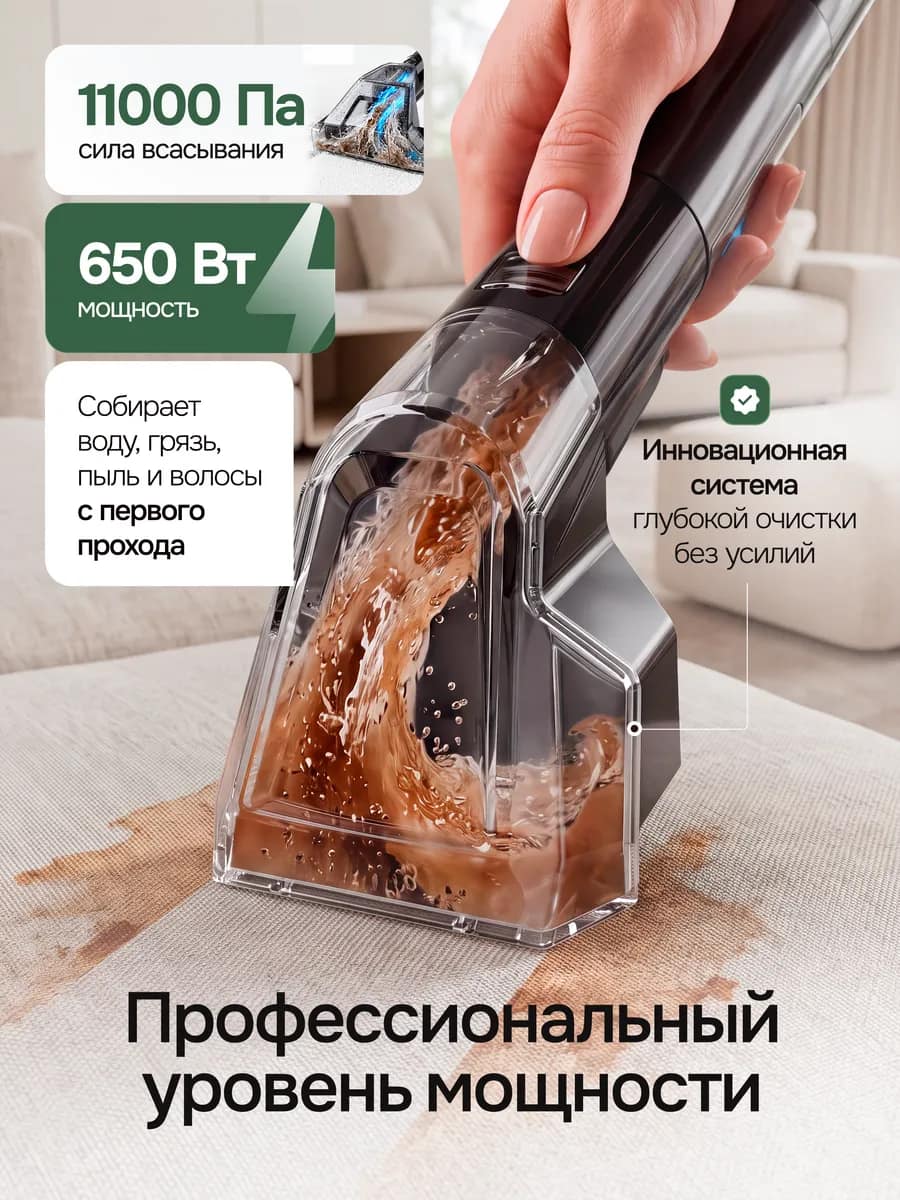 11000 Па
сила всасывания
650 Вт
мощность
Собирает
воду, грязь,
пыль и волосы
с первого
прохода
Инновационная
система
глубокой очистки
без усилий
Профессиональный
уровень мощности